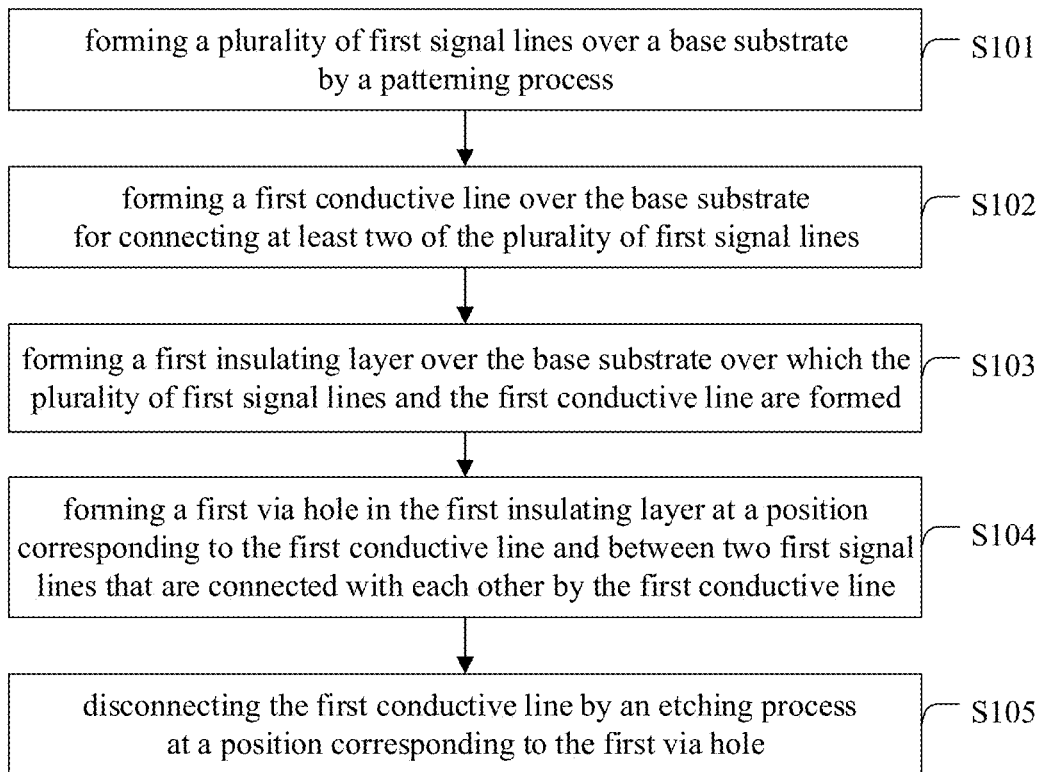 forming a plurality of first signal lines over a base substrate
by a patterning process
S101
forming a first conductive line over the base substrate
for connecting at least two of the plurality of first signal lines
S102
forming a first insulating layer over the base substrate over which the
plurality of first signal lines and the first conductive line are formed
S103
forming a first via hole in the first insulating layer at a position
corresponding to the first conductive line and between two first signal
lines that are connected with each other by the first conductive line
S104
disconnecting the first conductive line by an etching process
at a position corresponding to the first via hole
S105